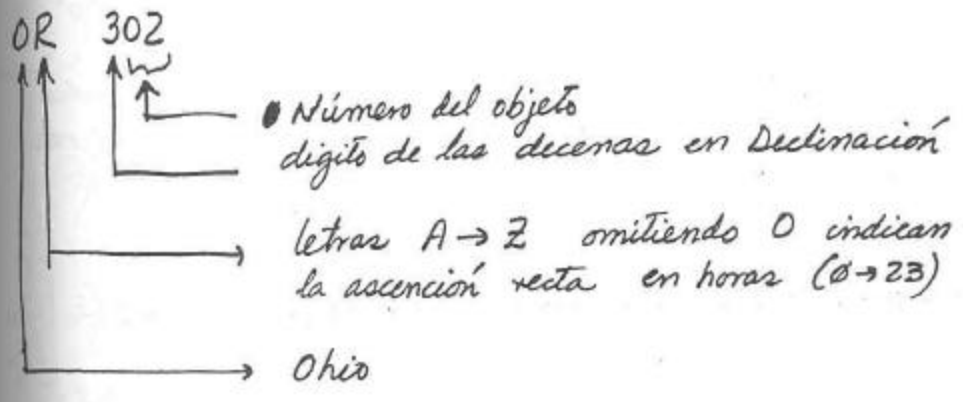 OR 302
Número del objeto
digito de las decenas en Declinación
letras A → Z omitiendo O indican
la ascención recta en horas (Ø → 23)
Ohio